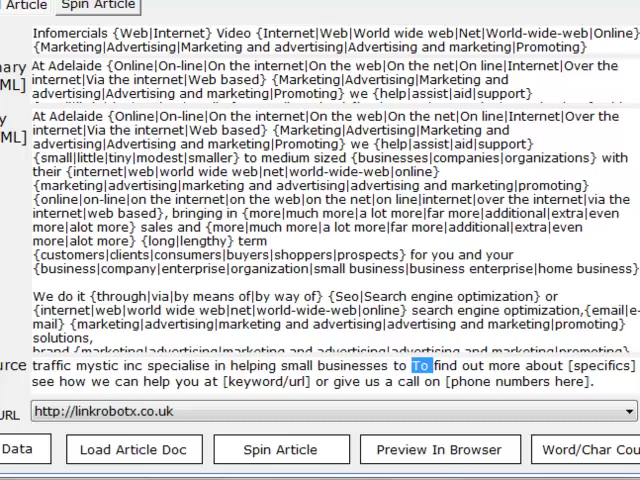 Article
Spin Article
Infomercials {Web|Internet} Video {Internet|Web|World wide web|Net|World-wide-web|Online}
{Marketing|Advertising|Marketing and advertising|Advertising and marketing|Promoting}
At Adelaide {Online|On-line|On the internet|On the web|On the net|On line|Internet|Over the
internet|Via the internet|Web based} {Marketing|Advertising|Marketing and
advertising|Advertising and marketing|Promoting} we {help|assist|aid|support}
At Adelaide {Online|On-line|On the internet|On the web|On the net|On line|Internet|Over the
internet|Via the internet|Web based} {Marketing|Advertising|Marketing and
advertising|Advertising and marketing|Promoting} we {help|assist|aid|support}
{small|little|tiny|modest|smaller} to medium sized {businesses|companies|organizations} with
their {internet|web|world wide web|net|world-wide-web|online}
{marketing|advertising|marketing and advertising|advertising and marketing|promoting}
{online|on-line|on the internet|on the web|on the net|on line|internet|over the internet|via the
internet|web based}, bringing in {more|much more|a lot more|far more|additional|extra|even
more|alot more} sales and {more|much more|a lot more|far more|additional|extra|even
more|alot more} {long|lengthy} term
{customers|clients|consumers|buyers|shoppers|prospects} for you and your
{business|company|enterprise|organization|small business|business enterprise|home business}
We do it {through|via|by means of|by way of} {Seo|Search engine optimization} or
{internet|web|world wide web|net|world-wide-web|online} search engine optimization,{email|e-
mail} {marketing|advertising|marketing and advertising|advertising and marketing|promoting}
solutions,
brand {marketing|advertising|marketing and advertising|advertising and marketing|promoting}
traffic mystic inc specialise in helping small businesses to To find out more about [specifics]
see how we can help you at [keyword/url] or give us a call on [phone numbers here].
URL
http://linkrobotx.co.uk
Data
Load Article Doc
Spin Article
Preview In Browser
Word/Char Cou